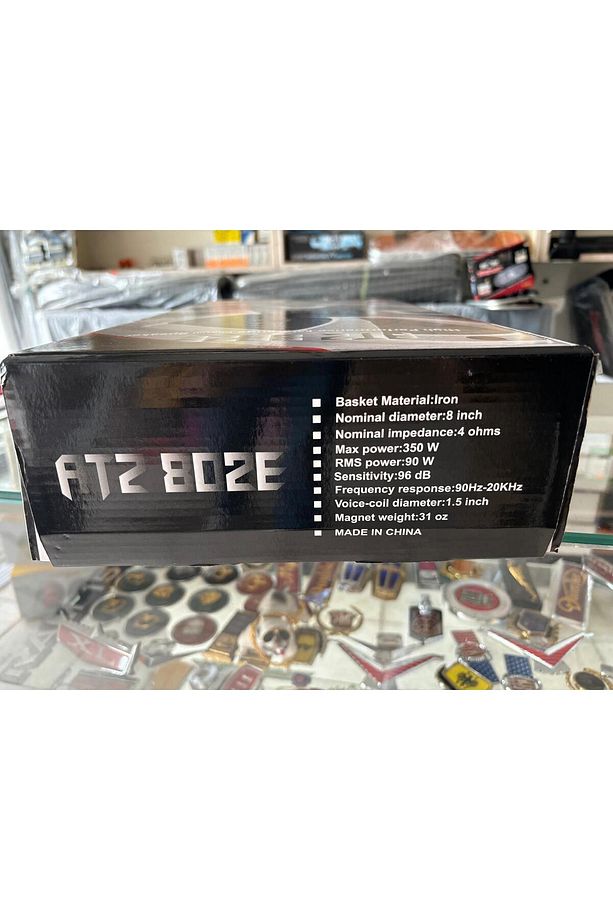 High Performance
ATZ 802E
Basket Material:Iron
Nominal diameter:8 inch
Nominal impedance:4 ohms
Max power:350 W
RMS power:90 W
Sensitivity:96 dB
Frequency response:90Hz-20KHz
Voice-coil diameter:1.5 inch
Magnet weight:31 oz
MADE IN CHINA